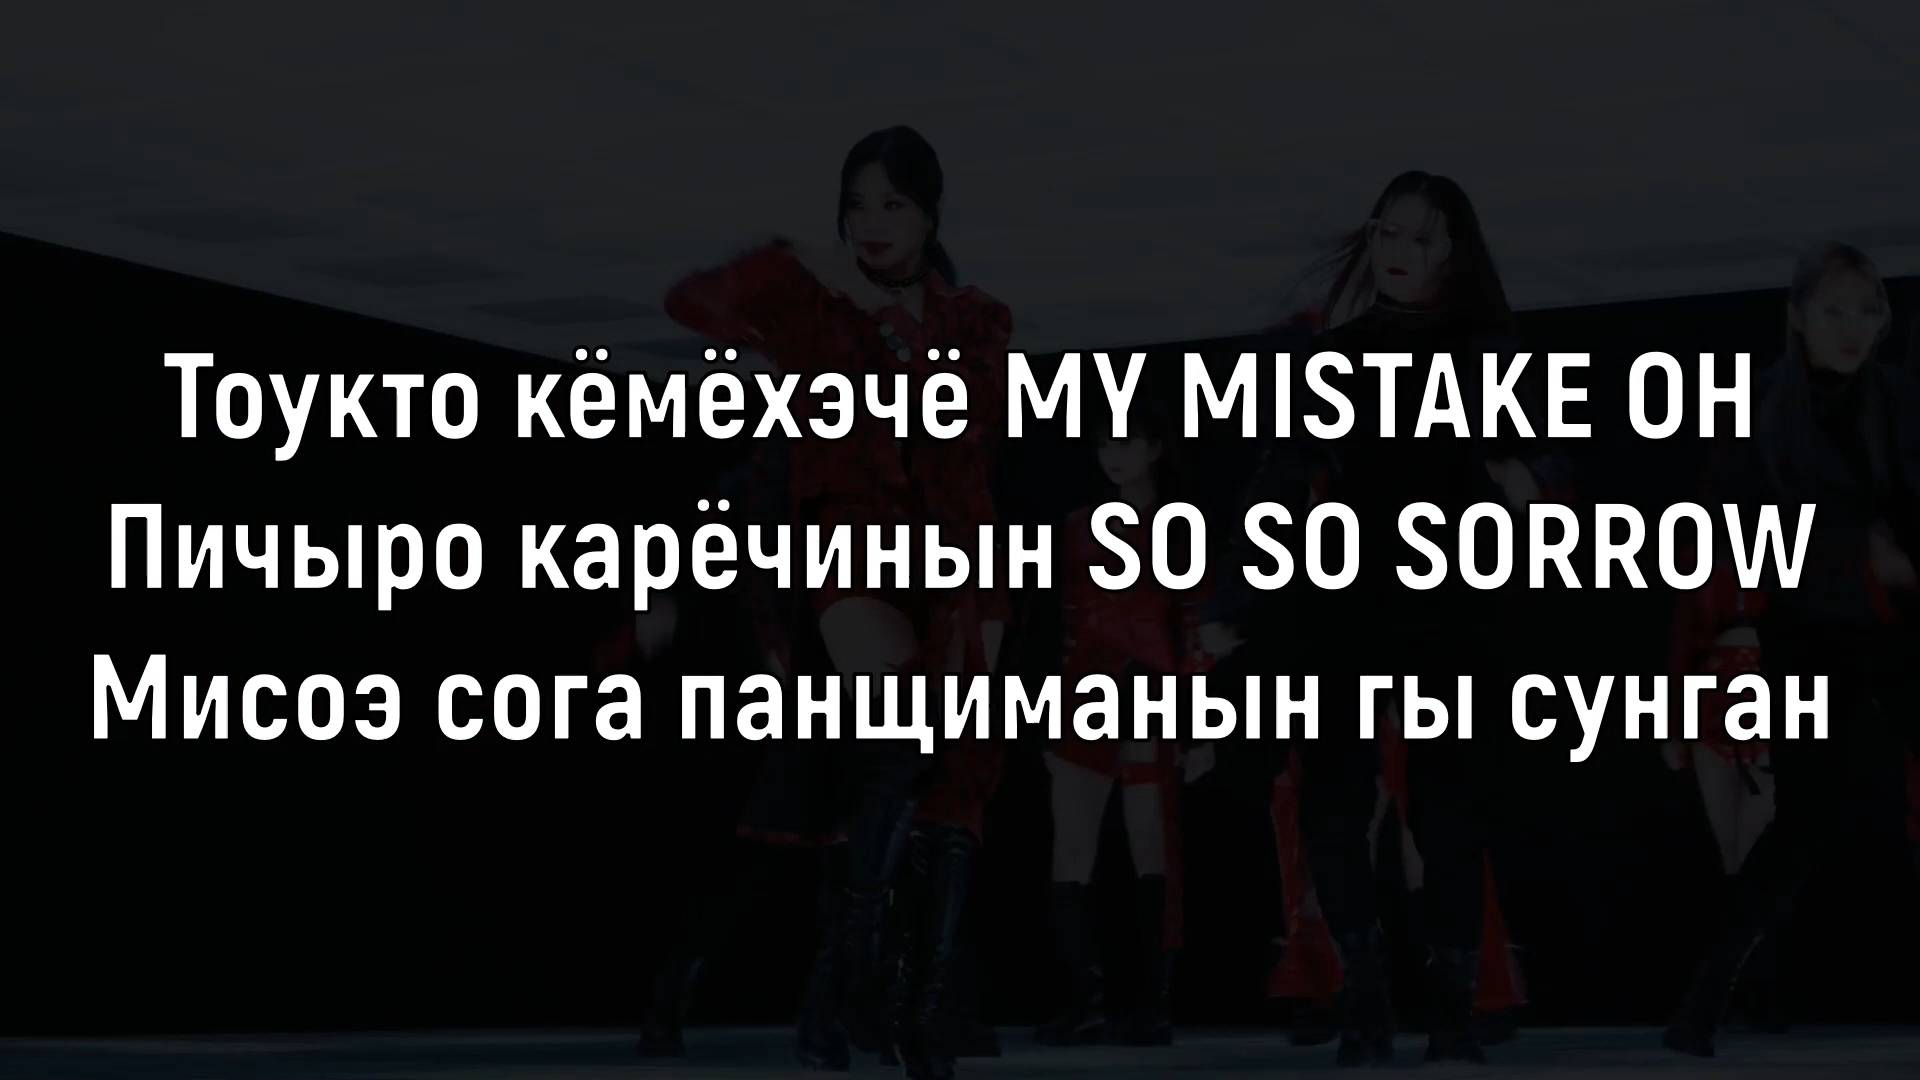 Тоукто кёмёхэчё MY MISTAKE OH
Пичыро карёчинын SO SO SORROW
Мисоэ сога панщиманын гы сунган